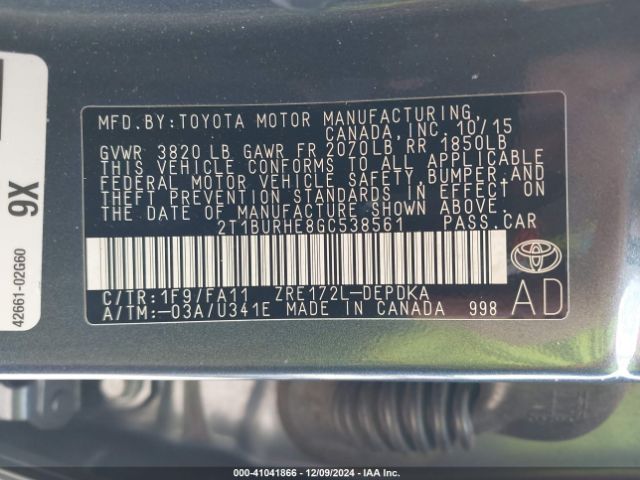 MFD.BY:TOYOTA MOTOR MANUFACTURING,
CANADA, INC. 10/15
GVWR 3820 LB GAWR FR 2070LB RR 1850LB
THIS VEHICLE CONFORMS TO ALL APPLICABLE
FEDERAL MOTOR VEHICLE SAFETY, BUMPER, AND
THEFT PREVENTION STANDARDS IN EFFECT ON
THE DATE OF MANUFACTURE SHOWN ABOVE.
2T1BURHE8GC538561 PASS.CAR
C/TR:1F9/FA11 ZRE172L-DEPDKA
A/TM:-03A/U341E MADE IN CANADA 998
AD
9X
42661-02G60
00044 - 41041866 - 12/09/2024 - IAA Inc.